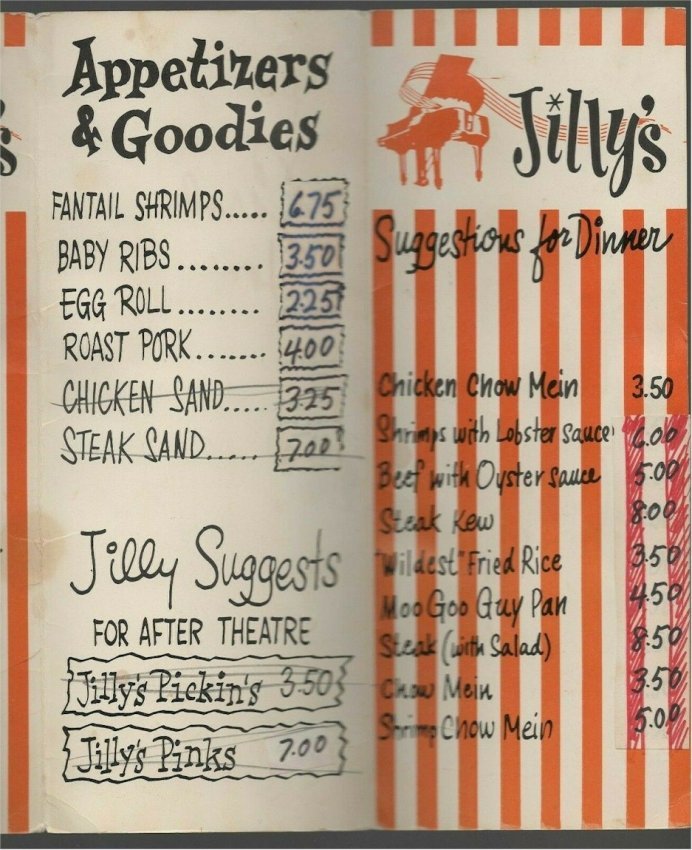 Appetizers
& Goodies
FANTAIL SHRIMPS..... 6.75
BABY RIBS ........ 3.50
EGG ROLL ........ 2.25
ROAST PORK....... 4.00
CHICKEN SAND..... 3.25
STEAK SAND...... 7.00
Jilly Suggests
FOR AFTER THEATRE
Jilly's Pickin's 3.50
Jilly's Pinks 7.00
Jilly's
Suggestions for Dinner
Chicken Chow Mein 3.50
Shrimps with Lobster Sauce 6.00
Beef with Oyster Sauce 5.00
Steak Kew 8.00
"Wildest" Fried Rice 3.50
Moo Goo Guy Pan 4.50
Steak (with Salad) 8.50
Chow Mein 3.50
Shrimp Chow Mein 5.00